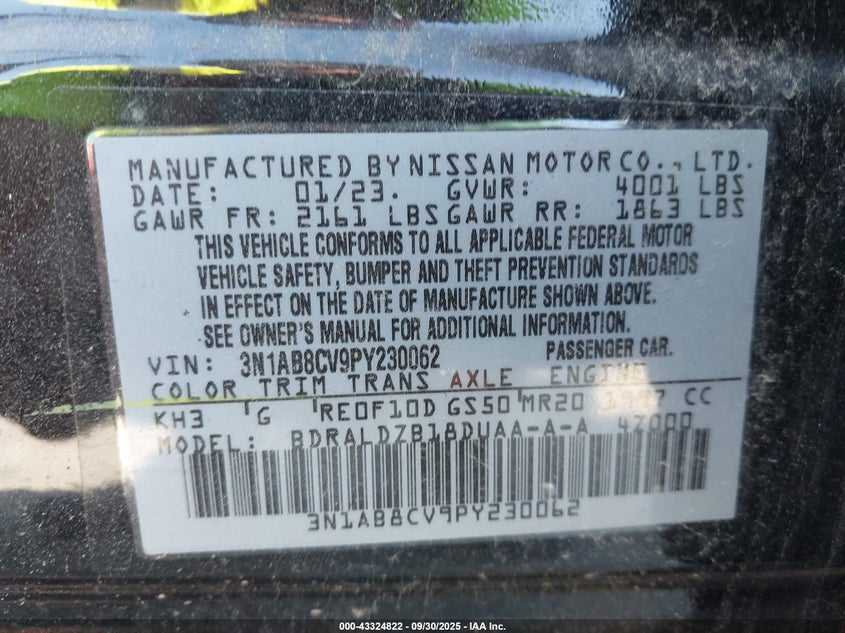 MANUFACTURED BY NISSAN MOTOR CO., LTD.
DATE: 01/23. GVWR: 4001 LBS
GAWR FR: 2161 LBS GAWR RR: 1863 LBS
THIS VEHICLE CONFORMS TO ALL APPLICABLE FEDERAL MOTOR
VEHICLE SAFETY, BUMPER AND THEFT PREVENTION STANDARDS
IN EFFECT ON THE DATE OF MANUFACTURE SHOWN ABOVE.
SEE OWNER'S MANUAL FOR ADDITIONAL INFORMATION.
VIN: 3N1AB8CV9PY230062 PASSENGER CAR.
COLOR TRIM TRANS AXLE ENGINE
KH3 G RE0F10D GS50 MR20 1997 CC
MODEL: BDRALDZB18DUAA-A-A 4Z000
3N1AB8CV9PY230062
000-43324822 - 09/30/2025 - IAA Inc.